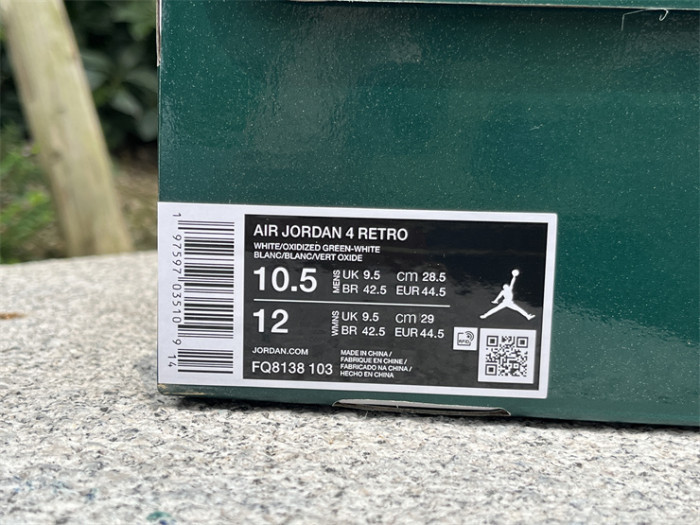 AIR JORDAN 4 RETRO
WHITE/OXIDIZED GREEN-WHITE
BLANC/BLANC/VERT OXIDE
10.5 MENS UK 9.5 cm 28.5
BR 42.5 EUR 44.5
12 WMNS UK 9.5 cm 29
BR 42.5 EUR 44.5
JORDAN.COM
FQ8138 103
MADE IN CHINA /
FABRIQUE EN CHINE /
FABRICADO NA CHINA /
HECHO EN CHINA
RFID
1 97597 03510 9 14